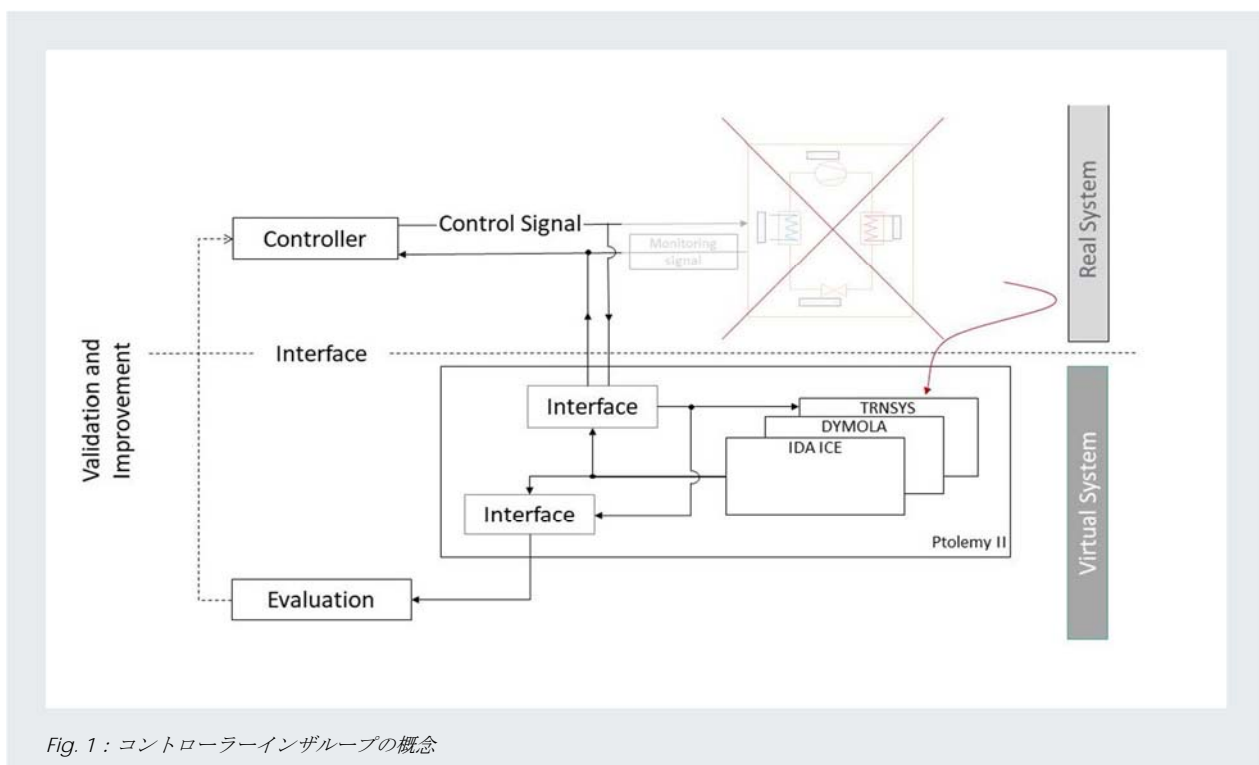 Real System
Control Signal
Controller
Monitoring
signal
Validation and
Improvement
Interface
Interface
TRNSYS
DYMOLA
IDA ICE
Interface
Ptolemy II
Virtual System
Evaluation
Fig. 1 : コントローラーインザループの概念